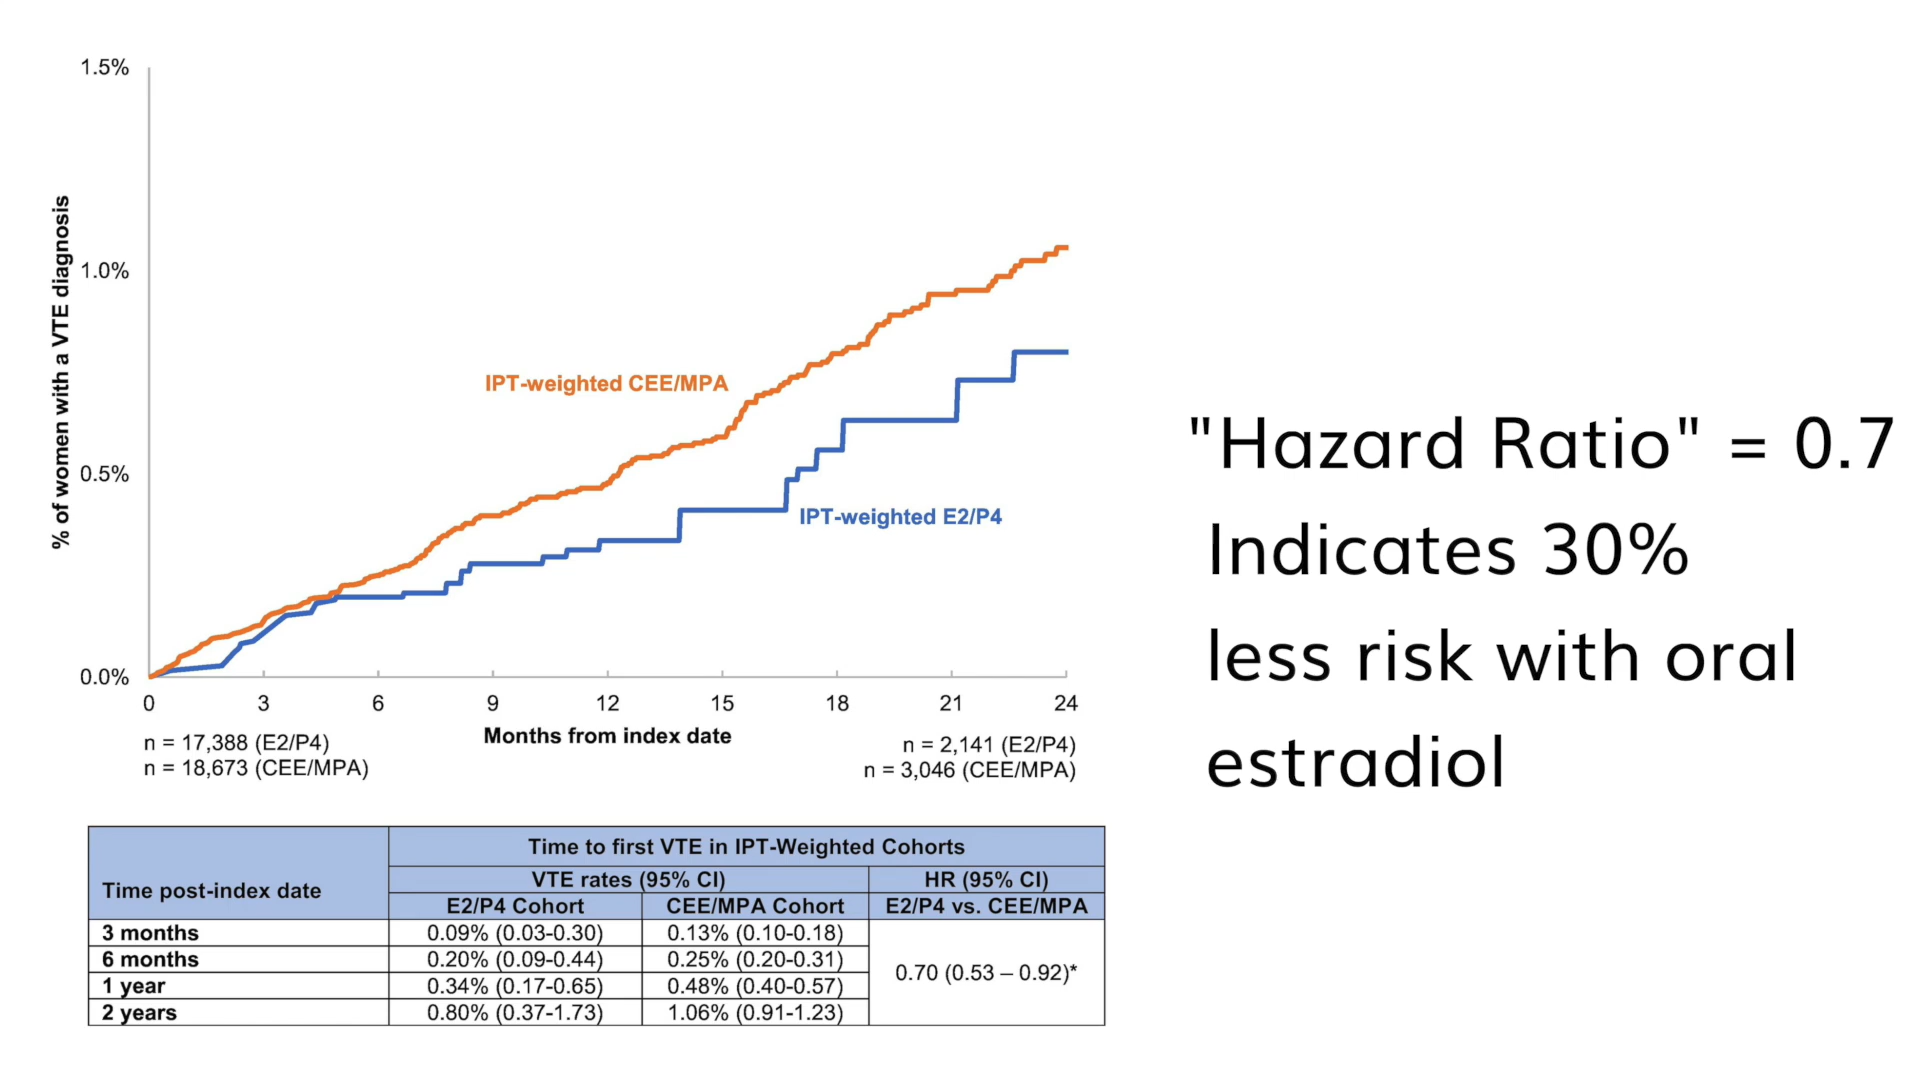 1.5%
1.0%
0.5%
0.0%
% of women with a VTE diagnosis
IPT-weighted CEE/MPA
IPT-weighted E2/P4
0 3 6 9 12 15 18 21 24
Months from index date
n = 17,388 (E2/P4)
n = 18,673 (CEE/MPA)
n = 2,141 (E2/P4)
n = 3,046 (CEE/MPA)
"Hazard Ratio" = 0.7
Indicates 30%
less risk with oral
estradiol
Time to first VTE in IPT-Weighted Cohorts
Time post-index date
VTE rates (95% CI) HR (95% CI)
E2/P4 Cohort CEE/MPA Cohort E2/P4 vs. CEE/MPA
3 months 0.09% (0.03-0.30) 0.13% (0.10-0.18)
6 months 0.20% (0.09-0.44) 0.25% (0.20-0.31)
0.70 (0.53 – 0.92)*
1 year 0.34% (0.17-0.65) 0.48% (0.40-0.57)
2 years 0.80% (0.37-1.73) 1.06% (0.91-1.23)